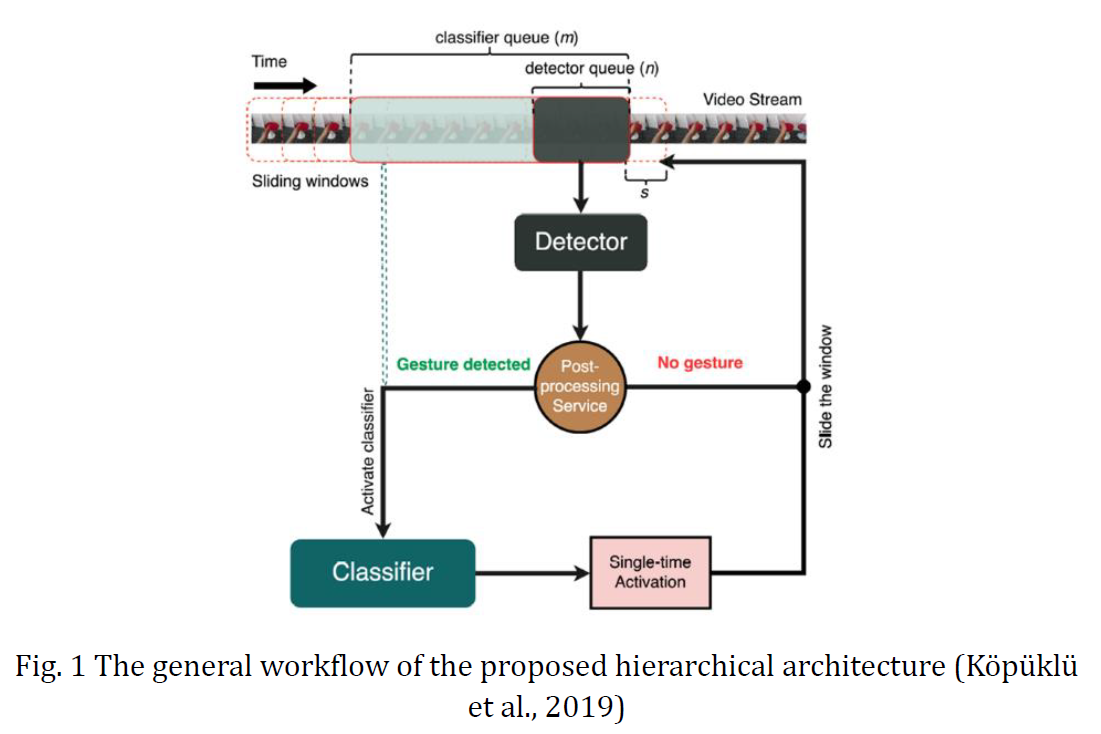 classifier queue (m)
Time
detector queue (n)
Video Stream
Sliding windows
s
Detector
Gesture detected
Post-
processing
Service
No gesture
Slide the window
Activate classifier
Classifier
Single-time
Activation
Fig. 1 The general workflow of the proposed hierarchical architecture (Köpüklü
et al., 2019)